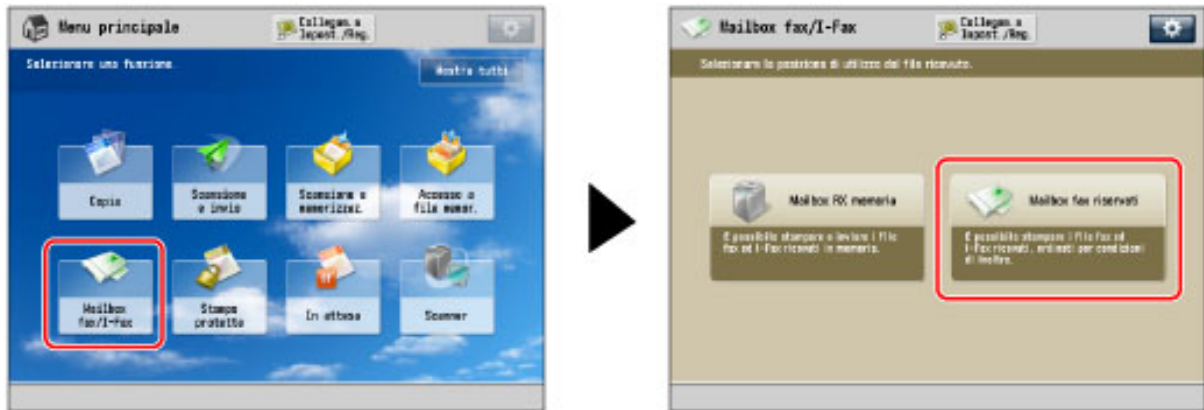 Menu principale
Collegam.a
Impost./Reg.
Selezionare una funzione.
Mostra tutti
Copia
Scansione
e invio
Scansione e
memorizzaz.
Accesso a
file memor.
Mailbox
fax/I-Fax
Stampa
protetta
In attesa
Scanner
Mailbox fax/I-Fax
Collegam.a
Impost./Reg.
Selezionare la posizione di utilizzo del file ricevuto.
Mailbox RX memoria
È possibile stampare e inviare i file
fax ed I-Fax ricevuti in memoria.
Mailbox fax riservati
È possibile stampare i file fax ed
I-Fax ricevuti, ordinati per condizioni
di inoltro.